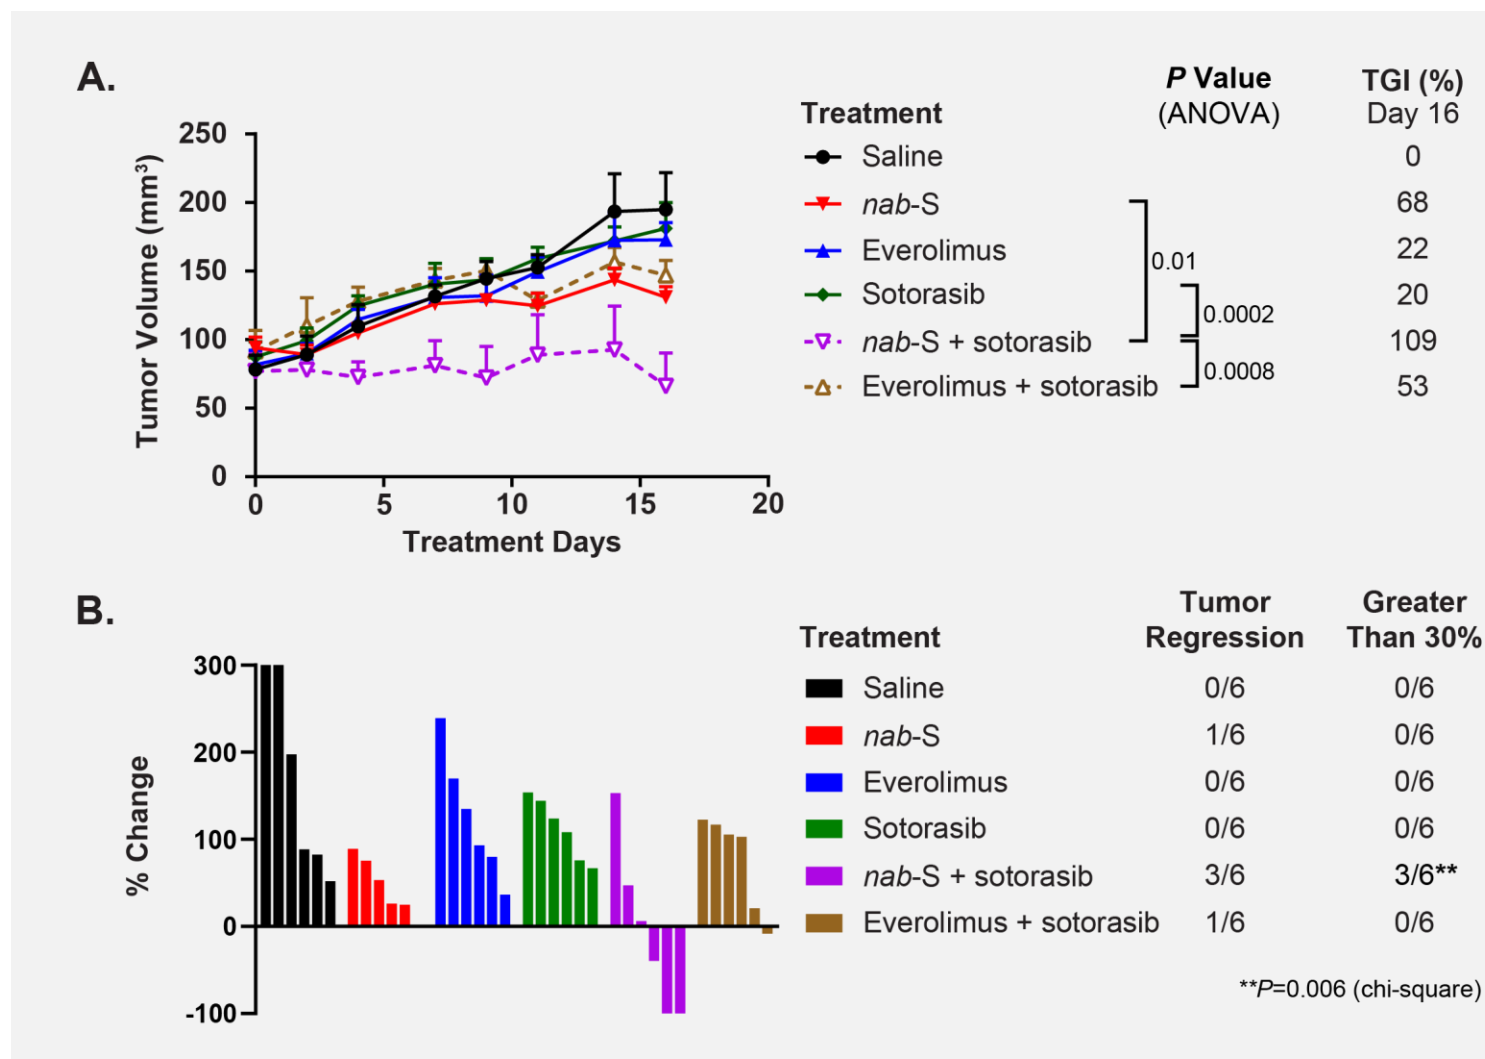 A.
P Value TGI (%)
Treatment (ANOVA) Day 16
250
200
150
100
50
0
Tumor Volume (mm³)
0 5 10 15 20
Treatment Days
Saline 0
nab-S 68
Everolimus 22
Sotorasib 20
nab-S + sotorasib 109
Everolimus + sotorasib 53
0.01
0.0002
0.0008
B.
Tumor Greater
Treatment Regression Than 30%
300
200
100
0
-100
% Change
Saline 0/6 0/6
nab-S 1/6 0/6
Everolimus 0/6 0/6
Sotorasib 0/6 0/6
nab-S + sotorasib 3/6 3/6**
Everolimus + sotorasib 1/6 0/6
**P=0.006 (chi-square)